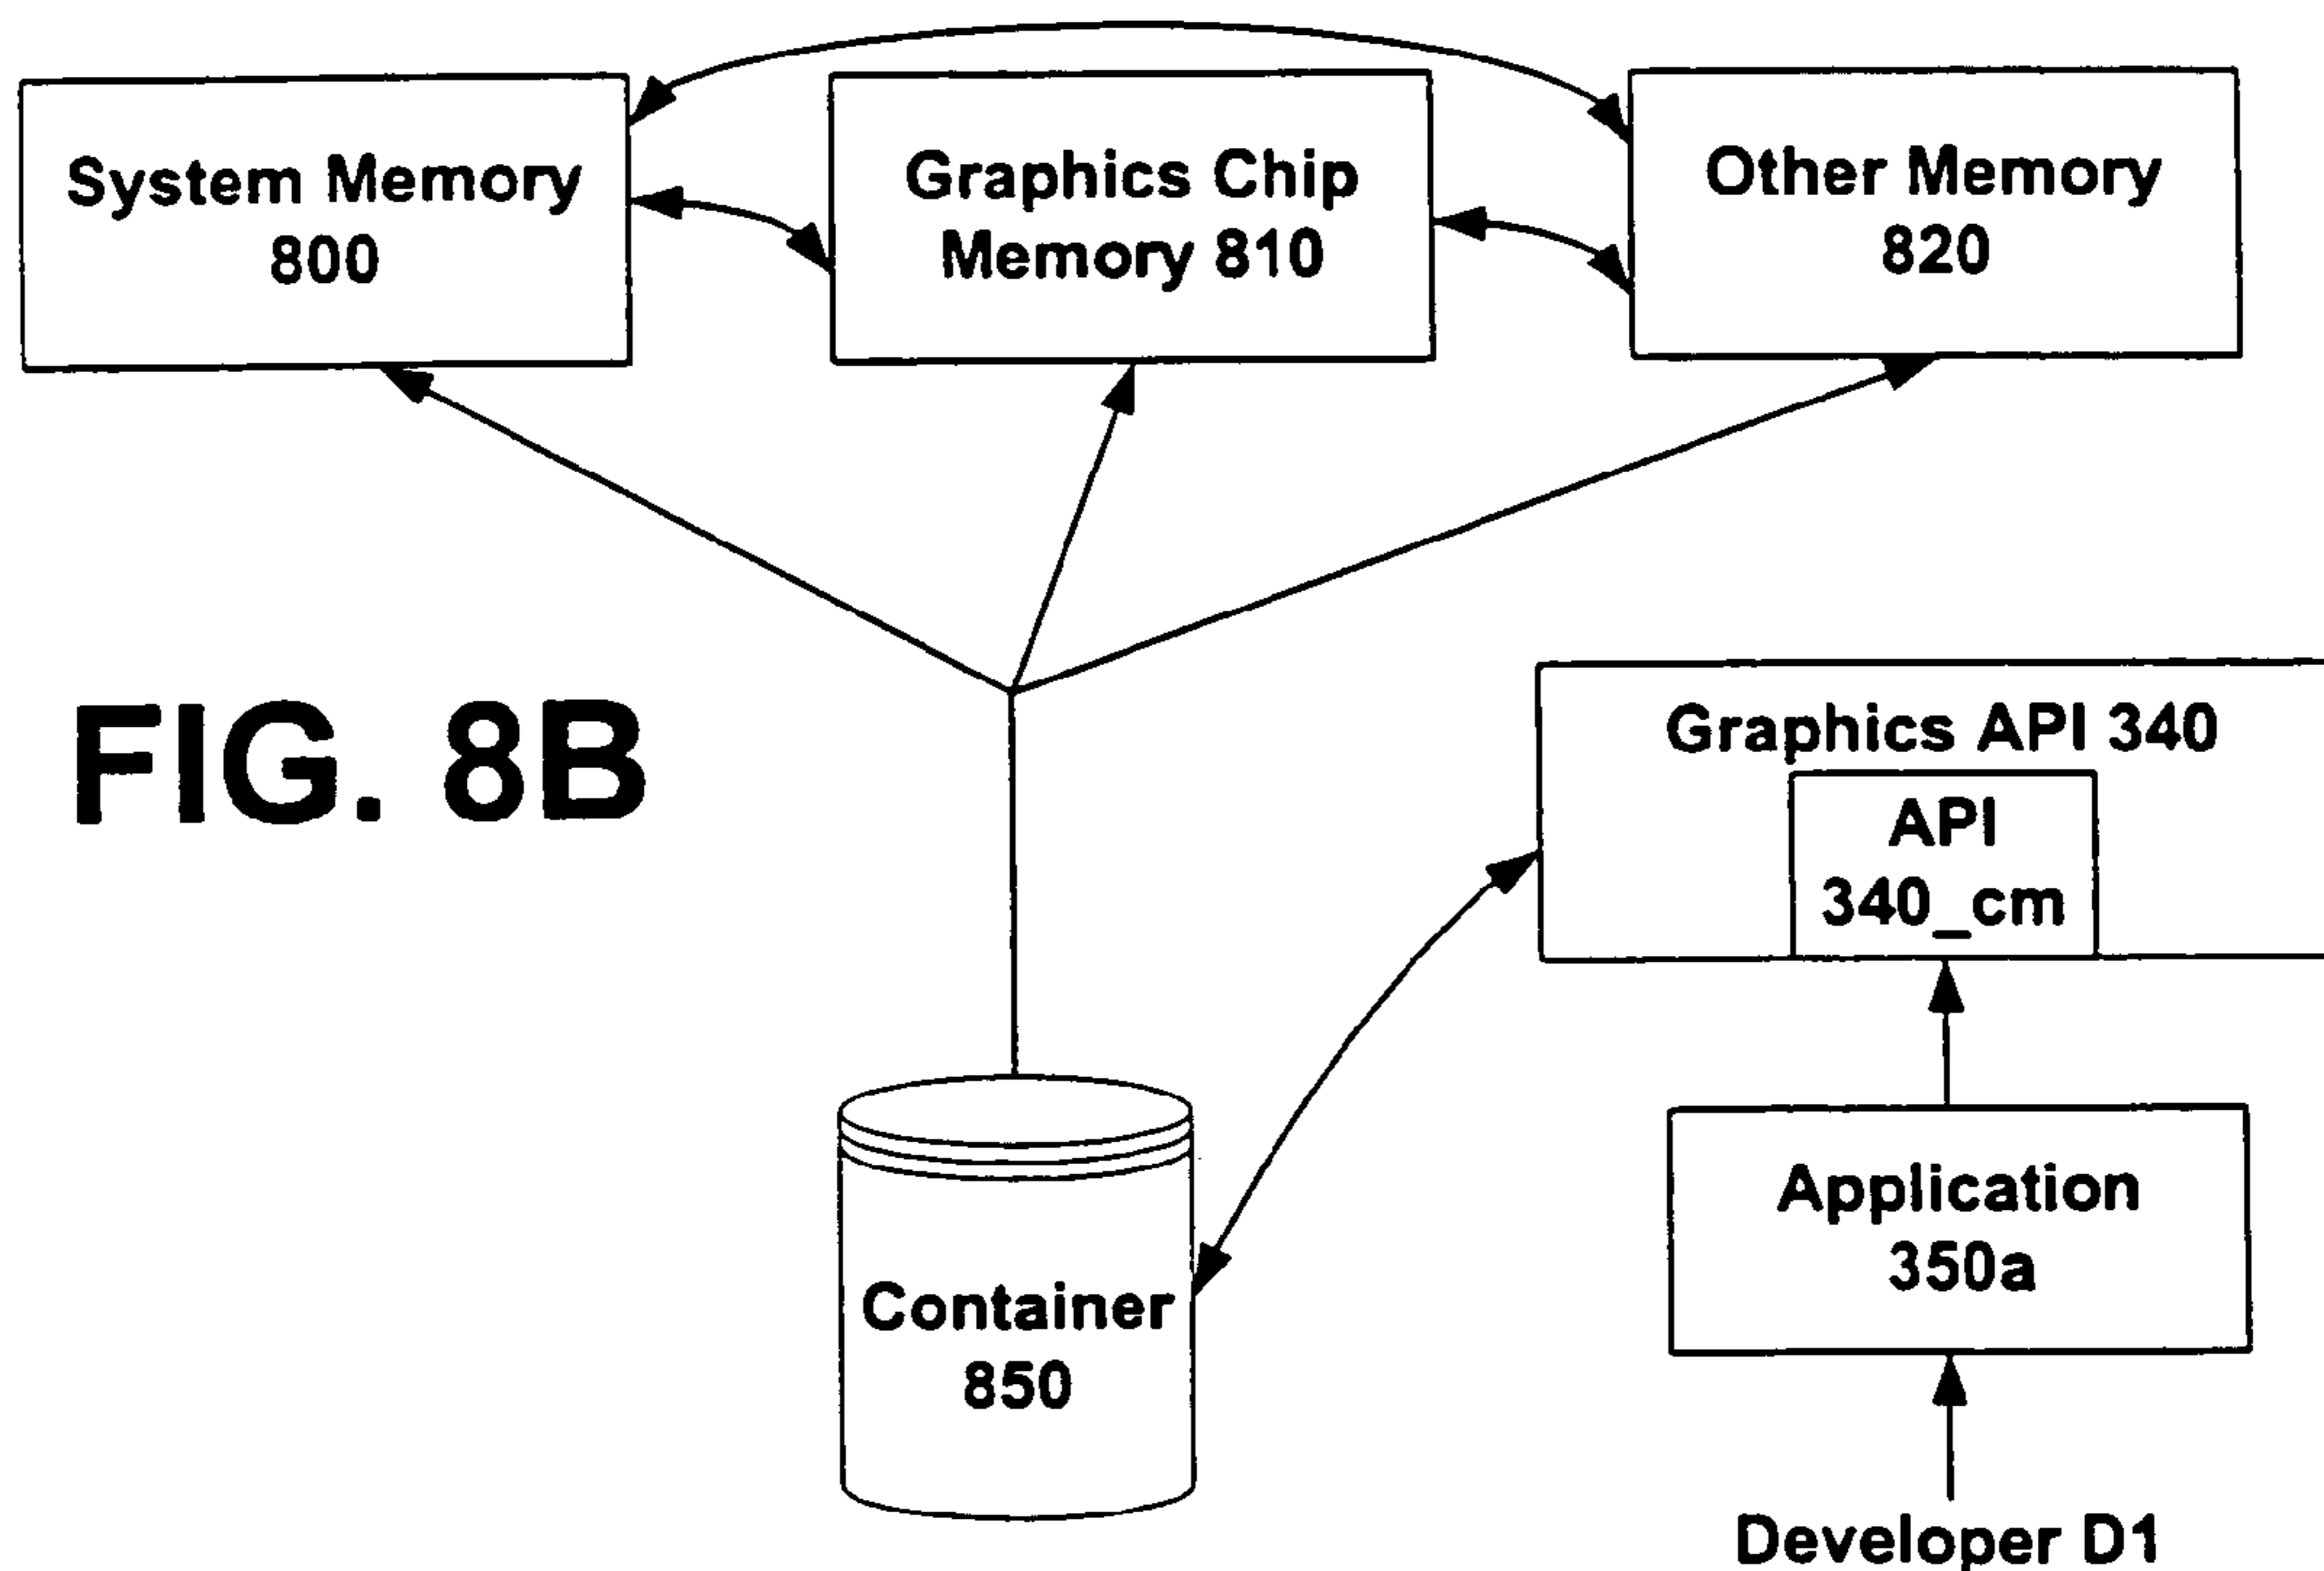 System Memory
800
Graphics Chip
Memory 810
Other Memory
820
FIG. 8B
Graphics API 340
API
340_cm
Application
350a
Container
850
Developer D1